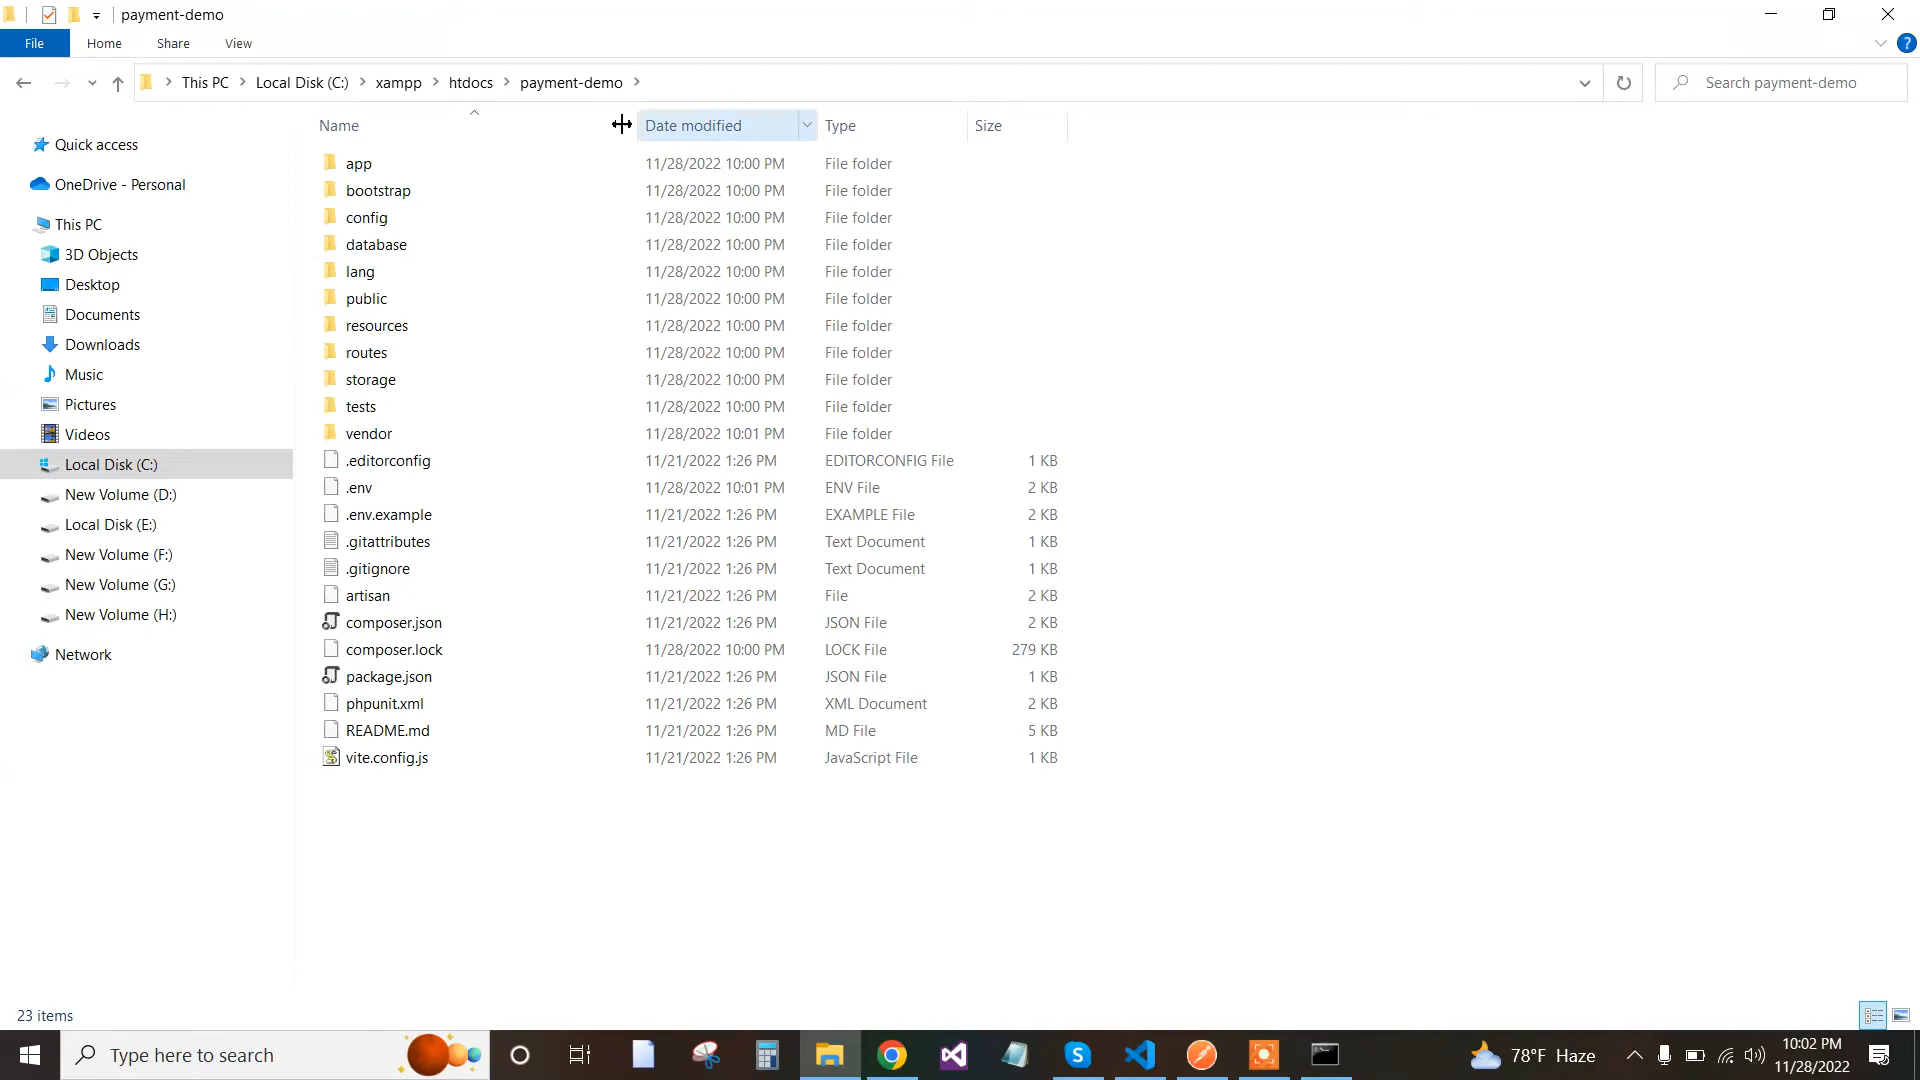 payment-demo
File Home Share View
This PC Local Disk (C:) xampp htdocs payment-demo
Search payment-demo
Name Date modified Type Size
Quick access
OneDrive - Personal
This PC
3D Objects
Desktop
Documents
Downloads
Music
Pictures
Videos
Local Disk (C:)
New Volume (D:)
Local Disk (E:)
New Volume (F:)
New Volume (G:)
New Volume (H:)
Network
app 11/28/2022 10:00 PM File folder
bootstrap 11/28/2022 10:00 PM File folder
config 11/28/2022 10:00 PM File folder
database 11/28/2022 10:00 PM File folder
lang 11/28/2022 10:00 PM File folder
public 11/28/2022 10:00 PM File folder
resources 11/28/2022 10:00 PM File folder
routes 11/28/2022 10:00 PM File folder
storage 11/28/2022 10:00 PM File folder
tests 11/28/2022 10:00 PM File folder
vendor 11/28/2022 10:01 PM File folder
.editorconfig 11/21/2022 1:26 PM EDITORCONFIG File 1 KB
.env 11/28/2022 10:01 PM ENV File 2 KB
.env.example 11/21/2022 1:26 PM EXAMPLE File 2 KB
.gitattributes 11/21/2022 1:26 PM Text Document 1 KB
.gitignore 11/21/2022 1:26 PM Text Document 1 KB
artisan 11/21/2022 1:26 PM File 2 KB
composer.json 11/21/2022 1:26 PM JSON File 2 KB
composer.lock 11/28/2022 10:00 PM LOCK File 279 KB
package.json 11/21/2022 1:26 PM JSON File 1 KB
phpunit.xml 11/21/2022 1:26 PM XML Document 2 KB
README.md 11/21/2022 1:26 PM MD File 5 KB
vite.config.js 11/21/2022 1:26 PM JavaScript File 1 KB
23 items
Type here to search
78°F Haze
10:02 PM
11/28/2022